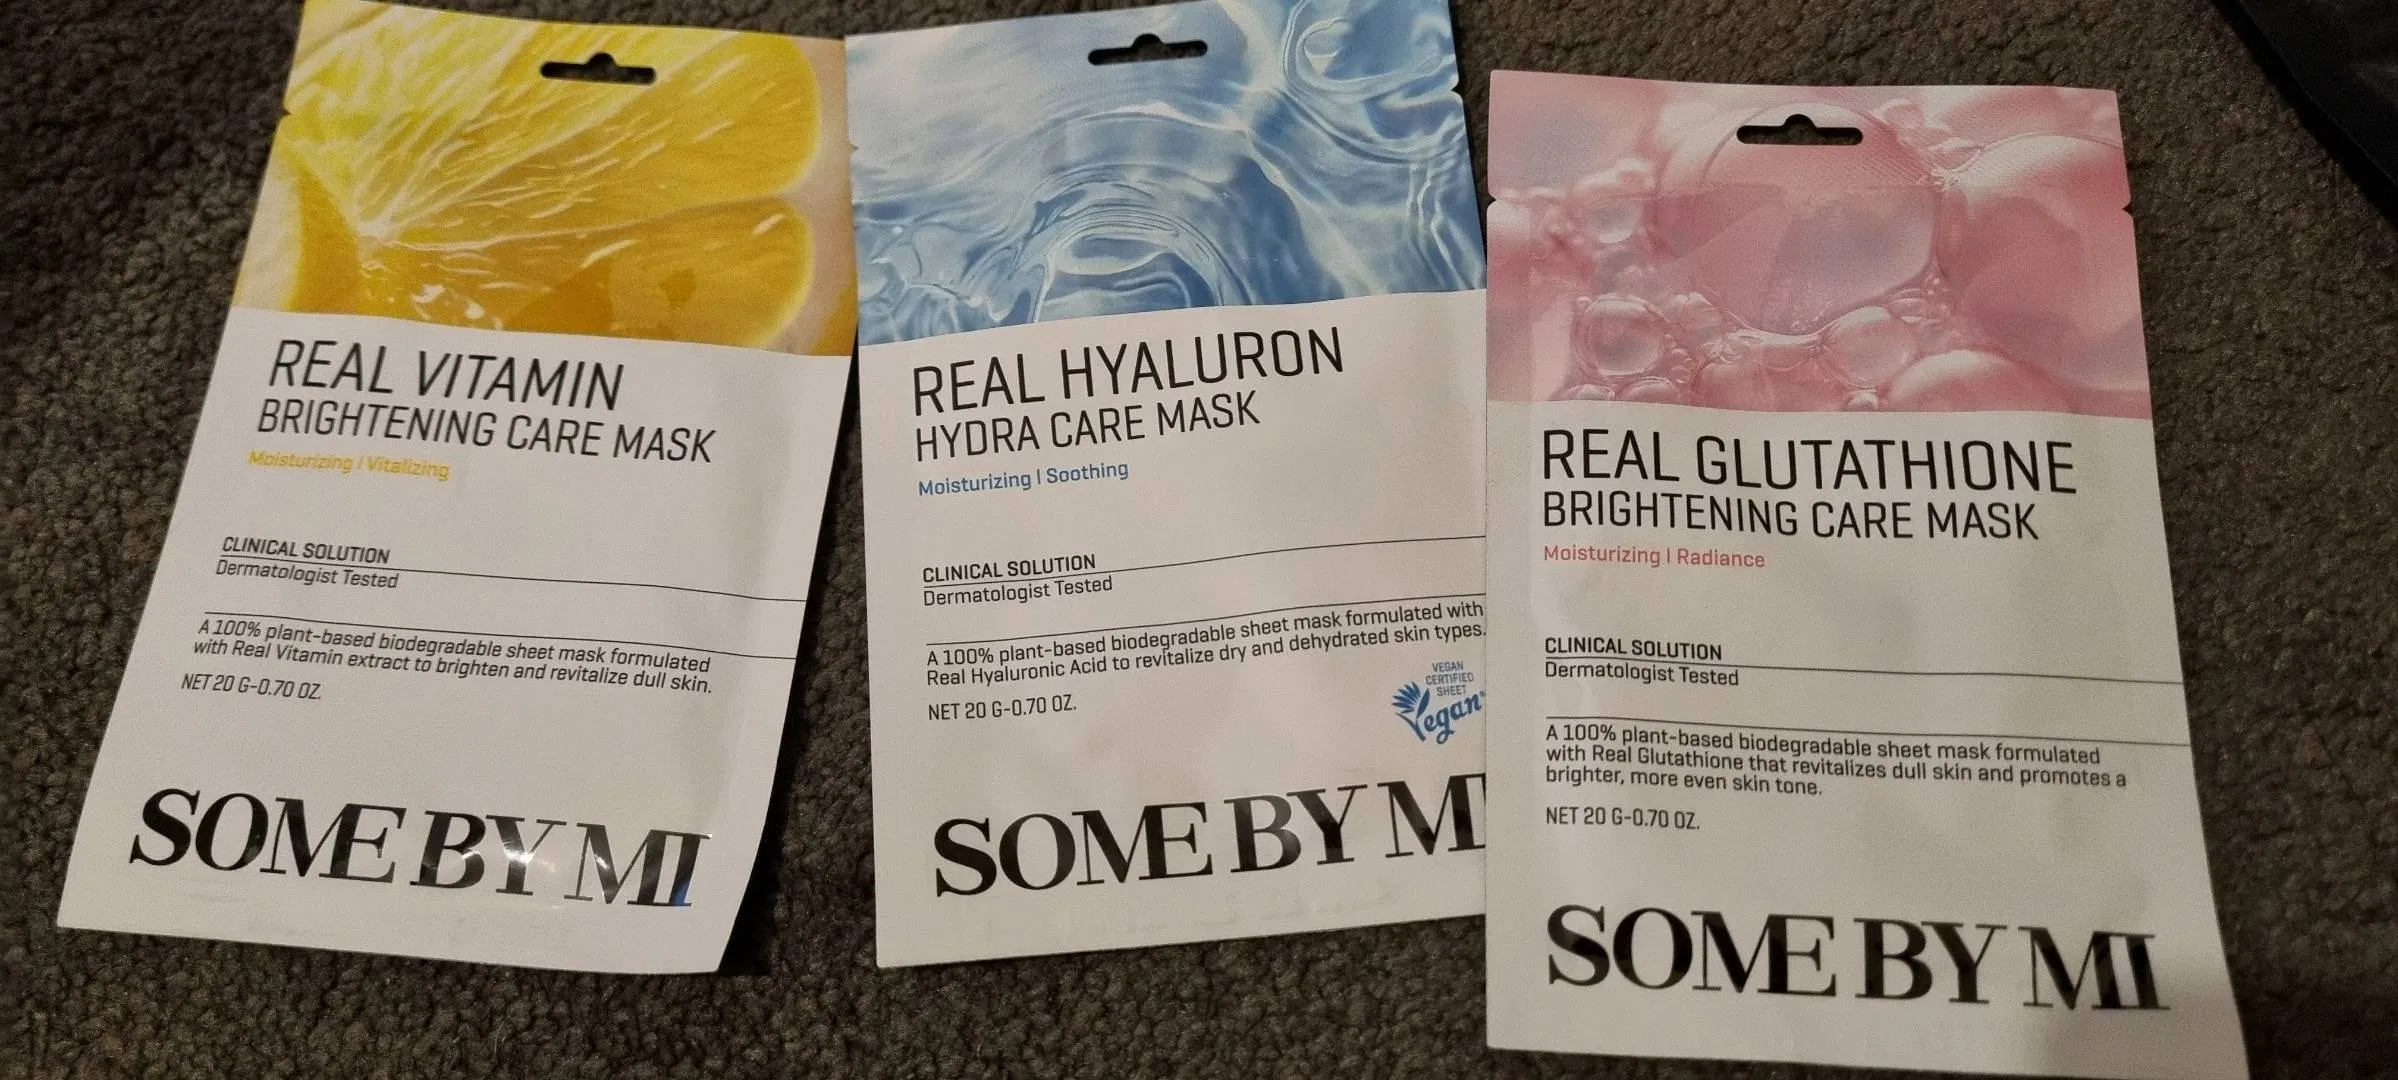 REAL VITAMIN
BRIGHTENING CARE MASK
Moisturizing | Vitalizing
CLINICAL SOLUTION
Dermatologist Tested
A 100% plant-based biodegradable sheet mask formulated
with Real Vitamin extract to brighten and revitalize dull skin.
NET 20 G-0.70 OZ.
SOME BY MI
REAL HYALURON
HYDRA CARE MASK
Moisturizing | Soothing
CLINICAL SOLUTION
Dermatologist Tested
A 100% plant-based biodegradable sheet mask formulated with
Real Hyaluronic Acid to revitalize dry and dehydrated skin types.
NET 20 G-0.70 OZ.
VEGAN
CERTIFIED
SHEET
Vegan
SOME BY MI
REAL GLUTATHIONE
BRIGHTENING CARE MASK
Moisturizing | Radiance
CLINICAL SOLUTION
Dermatologist Tested
A 100% plant-based biodegradable sheet mask formulated
with Real Glutathione that revitalizes dull skin and promotes a
brighter, more even skin tone.
NET 20 G-0.70 OZ.
SOME BY MI